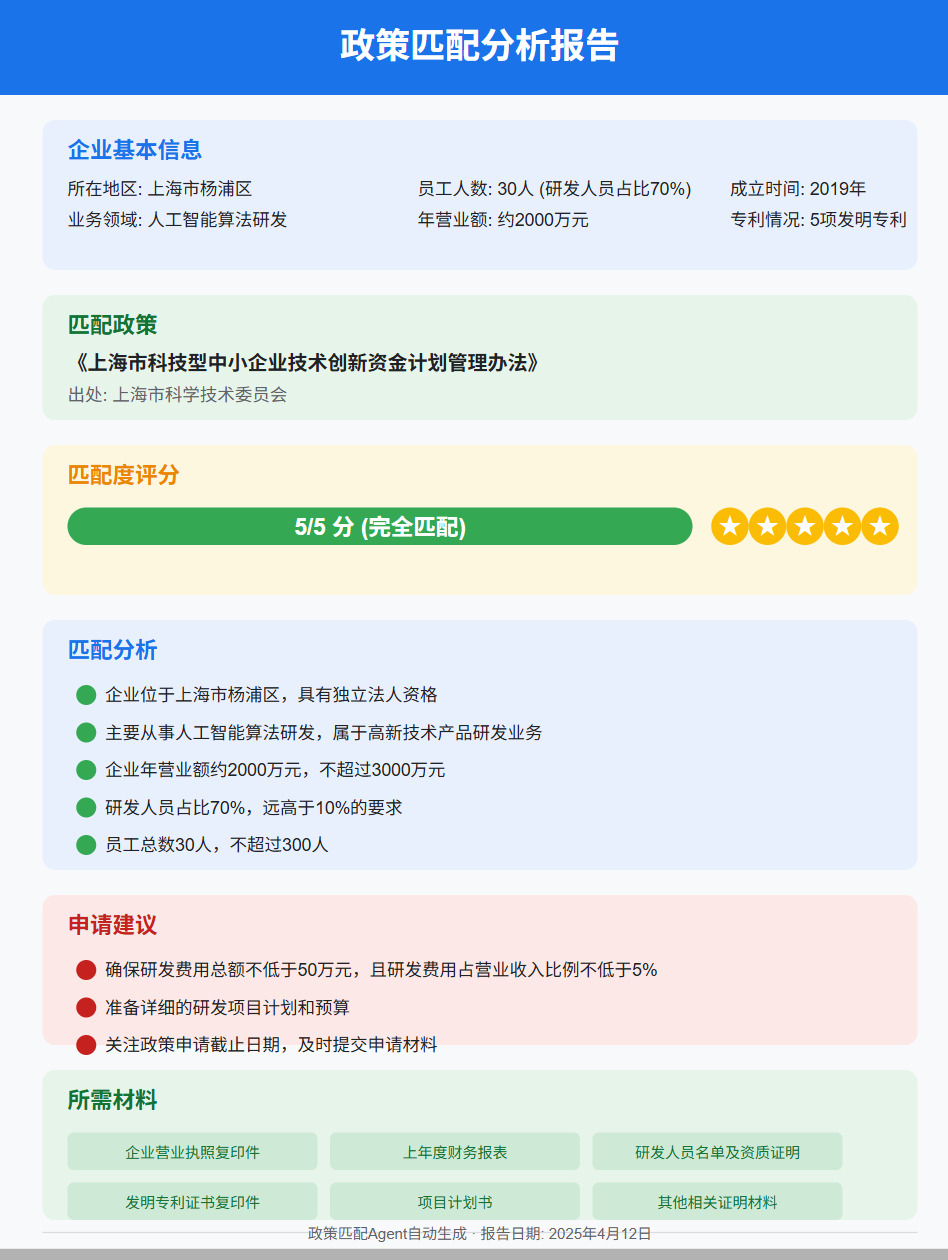 政策匹配分析报告
企业基本信息
所在地区: 上海市杨浦区
员工人数: 30人 (研发人员占比70%)
成立时间: 2019年
业务领域: 人工智能算法研发
年营业额: 约2000万元
专利情况: 5项发明专利
匹配政策
《上海市科技型中小企业技术创新资金计划管理办法》
出处: 上海市科学技术委员会
匹配度评分
5/5 分 (完全匹配)
匹配分析
企业位于上海市杨浦区，具有独立法人资格
主要从事人工智能算法研发，属于高新技术产品研发业务
企业年营业额约2000万元，不超过3000万元
研发人员占比70%，远高于10%的要求
员工总数30人，不超过300人
申请建议
确保研发费用总额不低于50万元，且研发费用占营业收入比例不低于5%
准备详细的研发项目计划和预算
关注政策申请截止日期，及时提交申请材料
所需材料
企业营业执照复印件
上年度财务报表
研发人员名单及资质证明
发明专利证书复印件
项目计划书
其他相关证明材料
政策匹配Agent自动生成 · 报告日期: 2025年4月12日